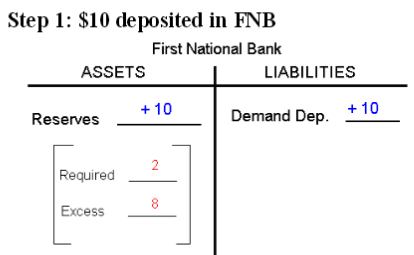 Step 1: $10 deposited in FNB
First National Bank
ASSETS LIABILITIES
Reserves +10 Demand Dep. +10
Required 2
Excess 8